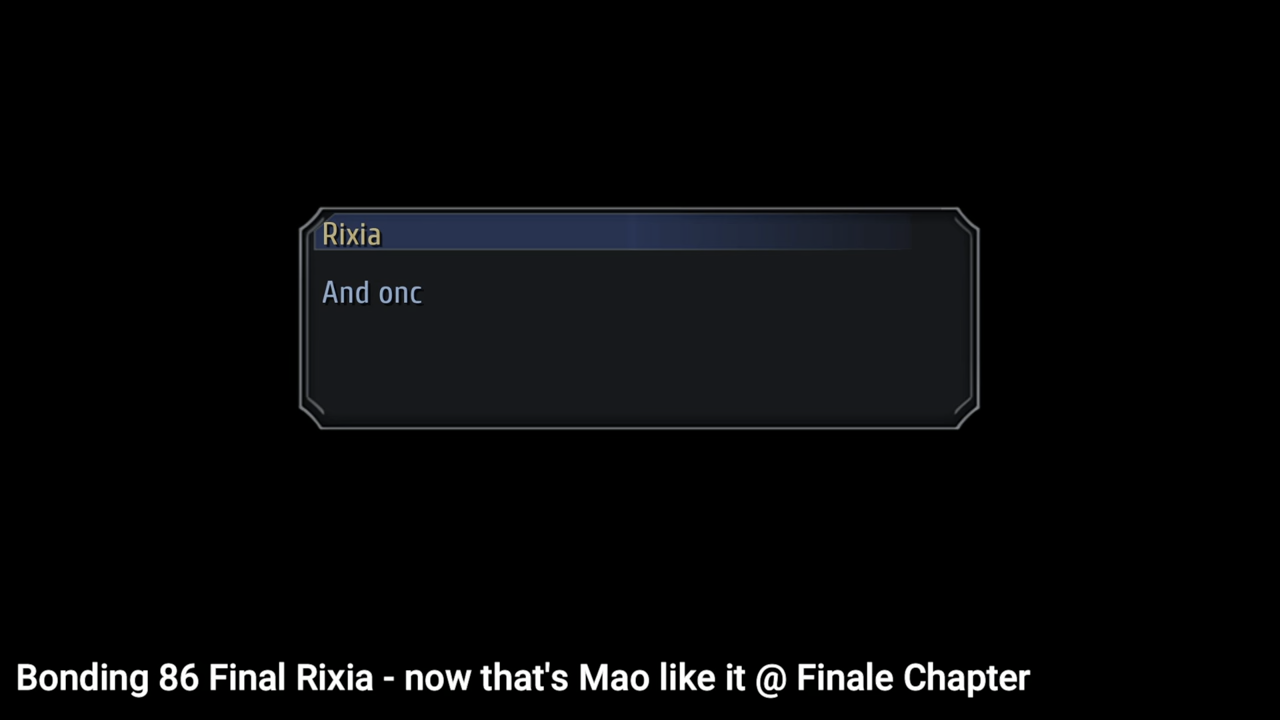 Rixia
And onc
Bonding 86 Final Rixia - now that's Mao like it @ Finale Chapter